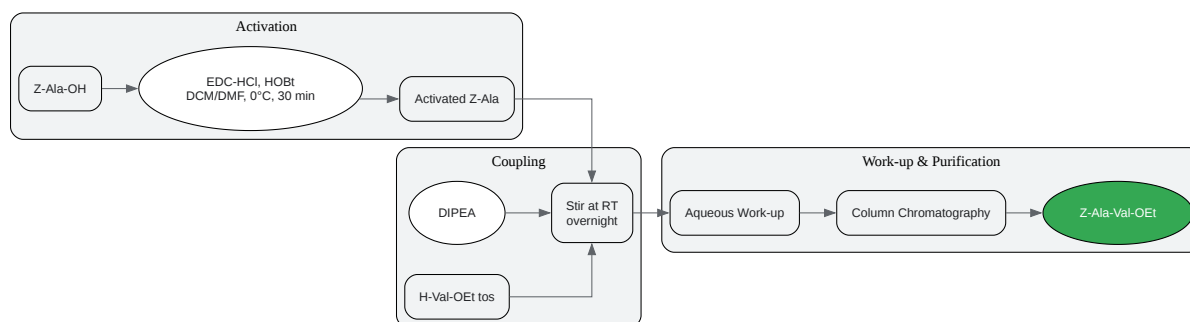 Activation
Z-Ala-OH
EDC-HCl, HOBt
DCM/DMF, 0°C, 30 min
Activated Z-Ala
Coupling
DIPEA
Stir at RT
overnight
H-Val-OEt tos
Work-up & Purification
Aqueous Work-up
Column Chromatography
Z-Ala-Val-OEt